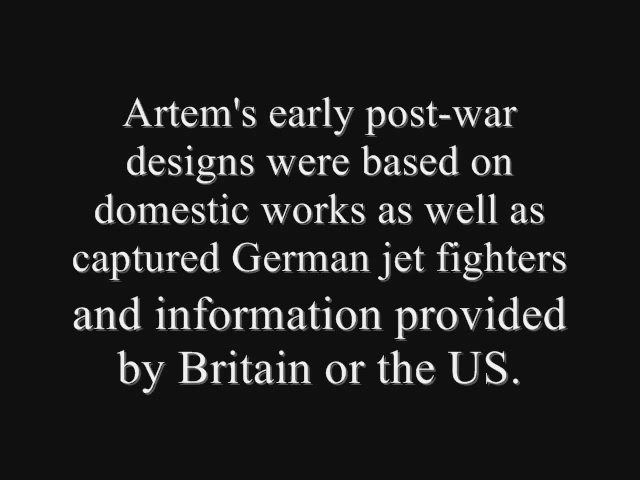 Artem's early post-war
designs were based on
domestic works as well as
captured German jet fighters
and information provided
by Britain or the US.